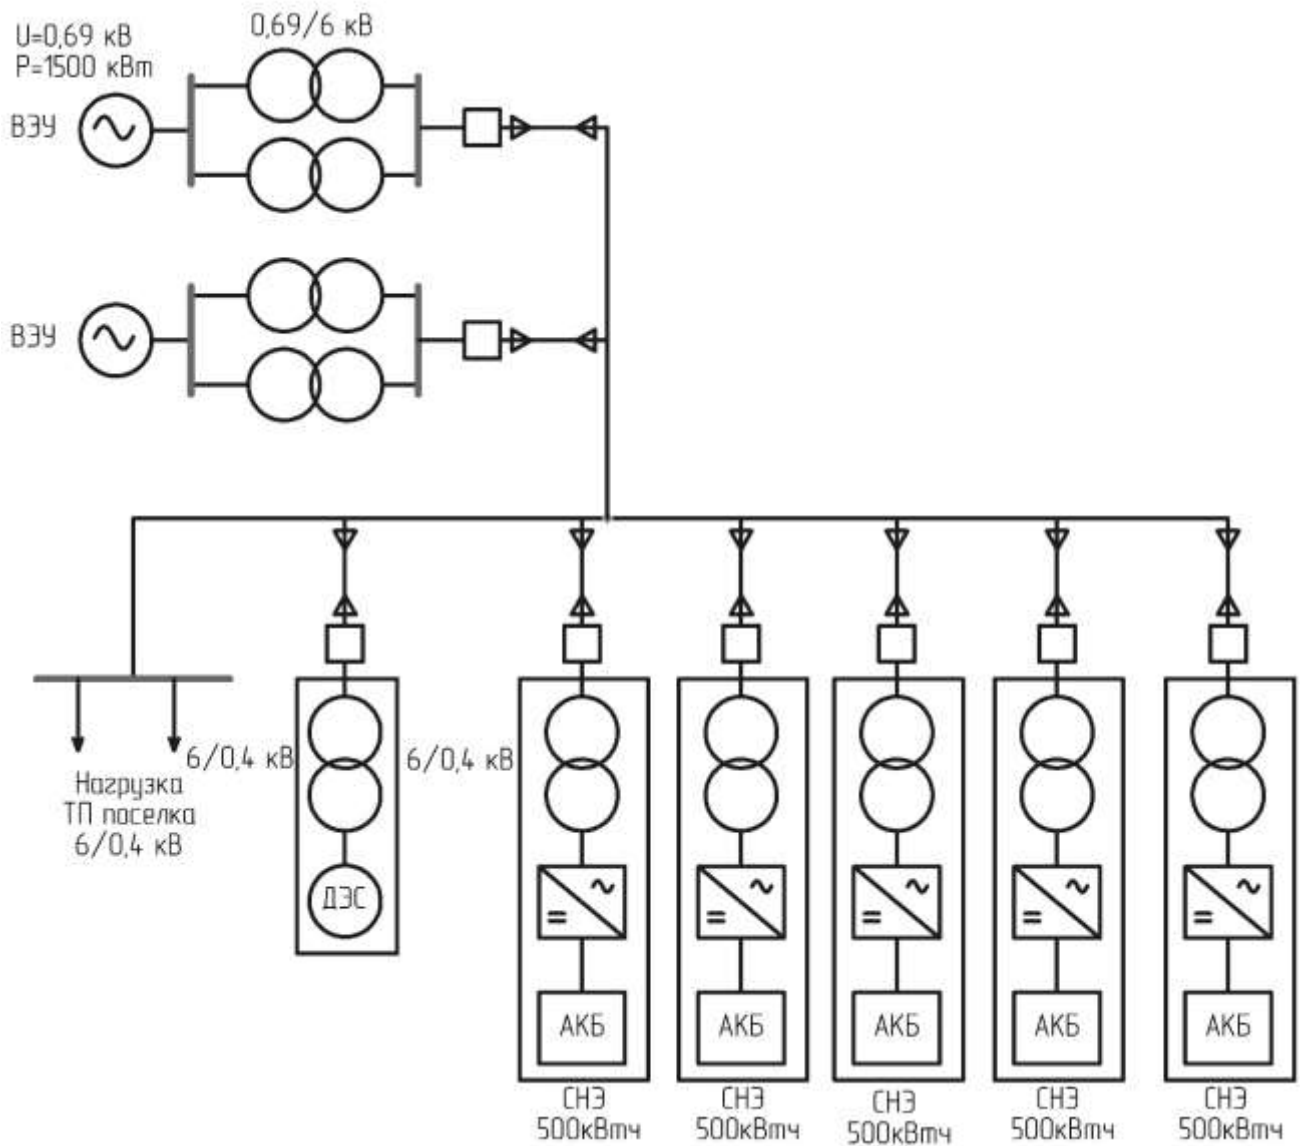 U=0,69 кВ
P=1500 кВт
0,69/6 кВ
ВЭУ
ВЭУ
6/0,4 кВ
6/0,4 кВ
Нагрузка
ТП поселка
6/0,4 кВ
ДЭС
АКБ
АКБ
АКБ
АКБ
АКБ
СНЭ
500кВтч
СНЭ
500кВтч
СНЭ
500кВтч
СНЭ
500кВтч
СНЭ
500кВтч